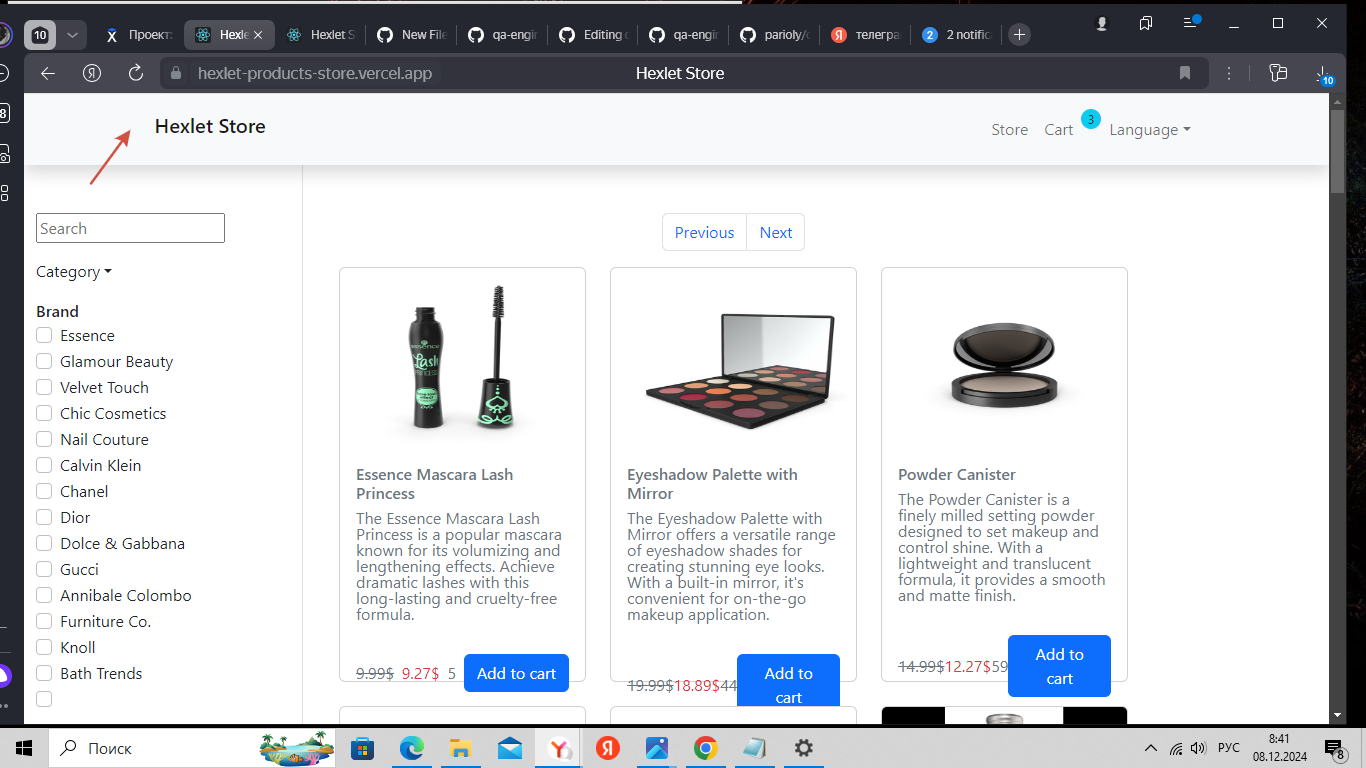 10
Проект:
Hexlet
Hexlet S
New File
qa-engir
Editing
qa-engir
parioly/
телегра
2
2 notific
hexlet-products-store.vercel.app
Hexlet Store
10
Hexlet Store
Store
Cart
3
Language
Search
Previous
Next
Category
Brand
Essence
Glamour Beauty
Velvet Touch
Chic Cosmetics
Nail Couture
Calvin Klein
Chanel
Dior
Dolce & Gabbana
Gucci
Annibale Colombo
Furniture Co.
Knoll
Bath Trends
essence
Lash
PRINCESS
Essence Mascara Lash
Princess
The Essence Mascara Lash
Princess is a popular mascara
known for its volumizing and
lengthening effects. Achieve
dramatic lashes with this
long-lasting and cruelty-free
formula.
9.99$ 9.27$ 5
Add to cart
Eyeshadow Palette with
Mirror
The Eyeshadow Palette with
Mirror offers a versatile range
of eyeshadow shades for
creating stunning eye looks.
With a built-in mirror, it's
convenient for on-the-go
makeup application.
19.99$18.89$44
Add to
cart
Powder Canister
The Powder Canister is a
finely milled setting powder
designed to set makeup and
control shine. With a
lightweight and translucent
formula, it provides a smooth
and matte finish.
14.99$12.27$59
Add to
cart
Поиск
РУС
8:41
08.12.2024
8